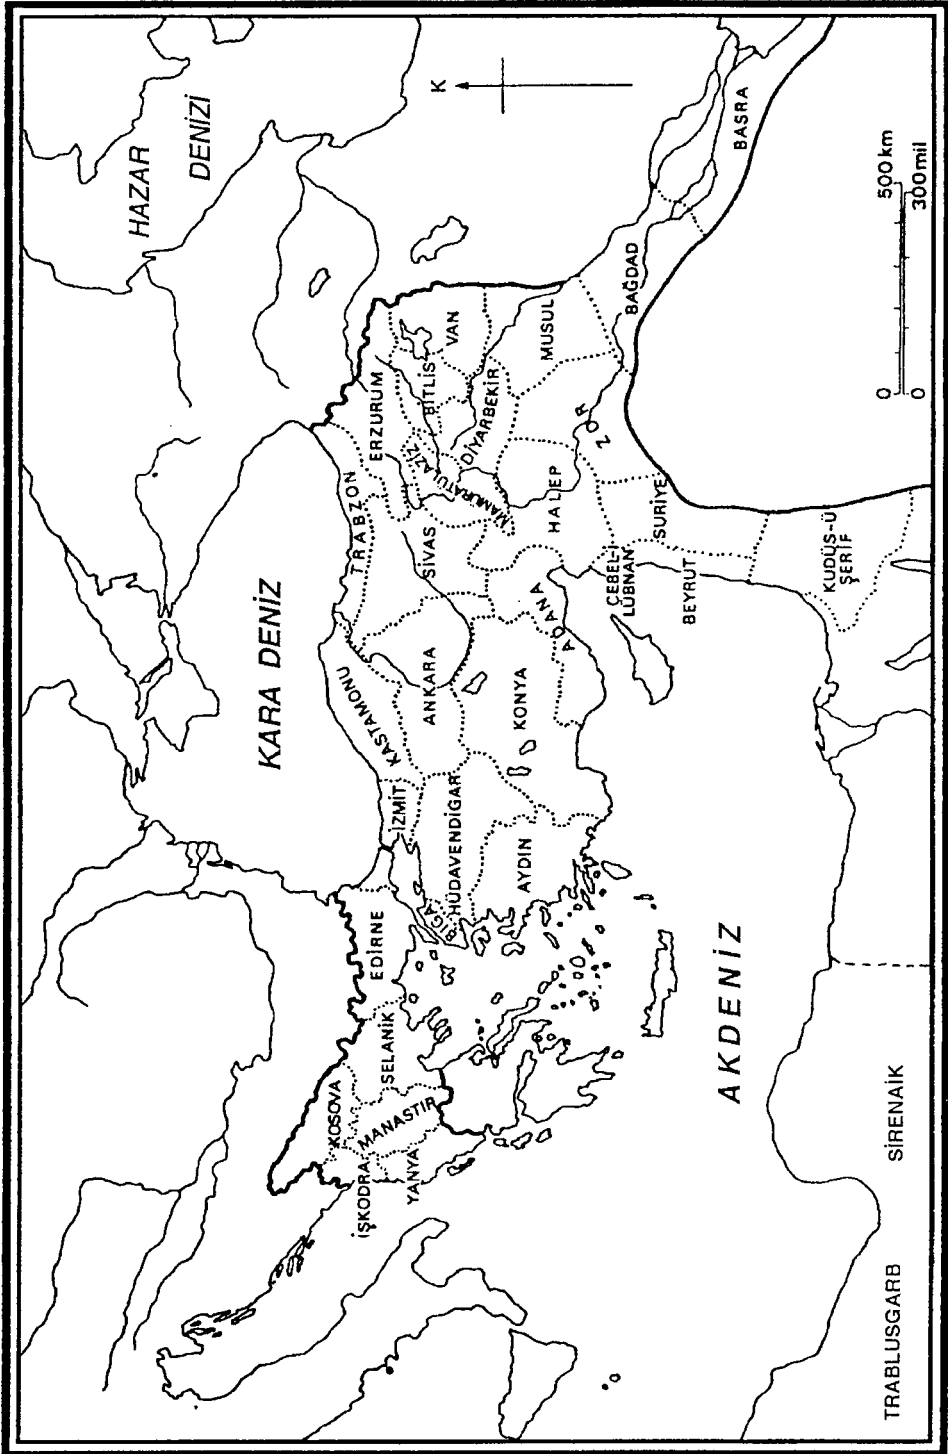 HAZAR
DENİZİ
K
KARA DENİZ
EDİRNE
KOSOVA
SELANİK
MANASTIR
İŞKODRA
YANYA
İZMİT
BİGA
HÜDAVENDİGAR
AYDIN
KASTAMONU
ANKARA
KONYA
TRABZON
SİVAS
ADANA
ERZURUM
MAMURATÜLAZİZ
BİTLİS
DİYARBEKİR
VAN
MUSUL
HALEP
ZOR
BAĞDAD
BASRA
ÇEBEL-İ
LÜBNAN
SURİYE
BEYRUT
KUDÜS-Ü
ŞERİF
AKDENİZ
TRABLUSGARB
SİRENAİK
0 500 km
0 300 mil